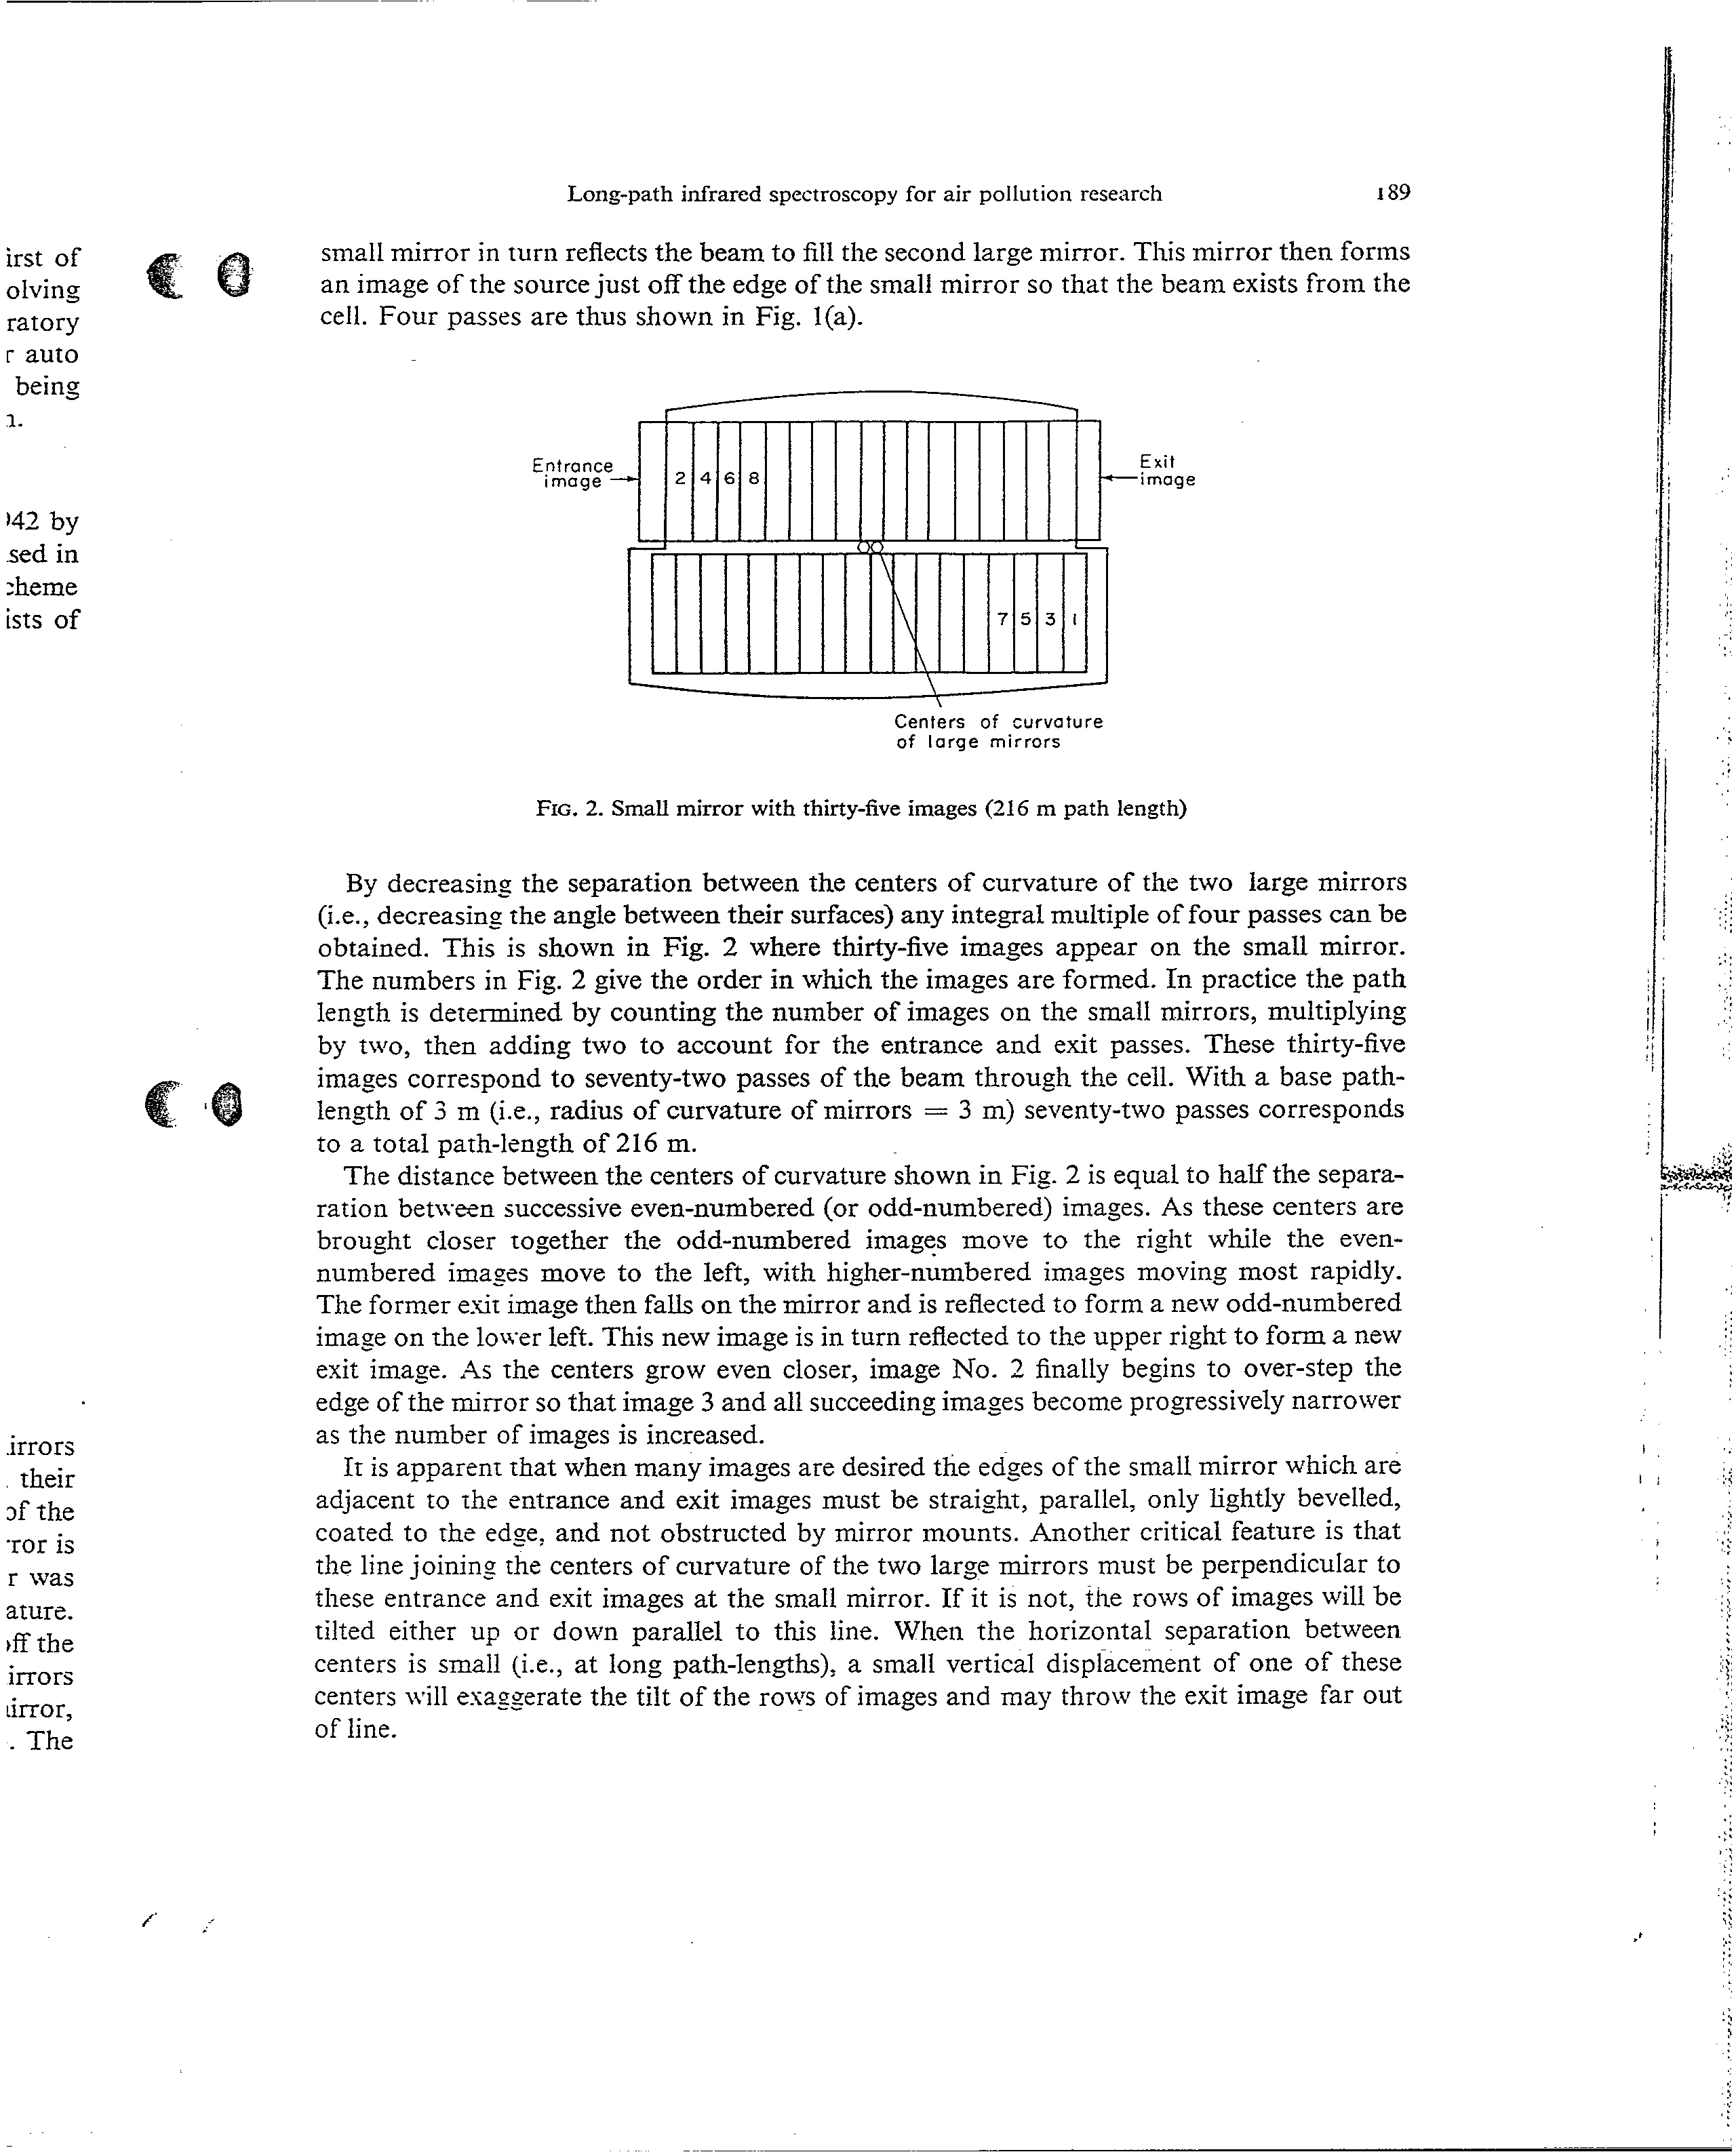 Long-path infrared spectroscopy for air pollution research 189
irst of
olving
ratory
r auto
being
n.
942 by
sed in
cheme
ists of
irrors
their
of the
ror is
r was
ature.
off the
irrors
mirror,
. The
small mirror in turn reflects the beam to fill the second large mirror. This mirror then forms
an image of the source just off the edge of the small mirror so that the beam exists from the
cell. Four passes are thus shown in Fig. 1(a).
Entrance
image
2 4 6 8
Exit
image
7 5 3 1
Centers of curvature
of large mirrors
FIG. 2. Small mirror with thirty-five images (216 m path length)
By decreasing the separation between the centers of curvature of the two large mirrors
(i.e., decreasing the angle between their surfaces) any integral multiple of four passes can be
obtained. This is shown in Fig. 2 where thirty-five images appear on the small mirror.
The numbers in Fig. 2 give the order in which the images are formed. In practice the path
length is determined by counting the number of images on the small mirrors, multiplying
by two, then adding two to account for the entrance and exit passes. These thirty-five
images correspond to seventy-two passes of the beam through the cell. With a base path-
length of 3 m (i.e., radius of curvature of mirrors = 3 m) seventy-two passes corresponds
to a total path-length of 216 m.
The distance between the centers of curvature shown in Fig. 2 is equal to half the separa-
ration between successive even-numbered (or odd-numbered) images. As these centers are
brought closer together the odd-numbered images move to the right while the even-
numbered images move to the left, with higher-numbered images moving most rapidly.
The former exit image then falls on the mirror and is reflected to form a new odd-numbered
image on the lower left. This new image is in turn reflected to the upper right to form a new
exit image. As the centers grow even closer, image No. 2 finally begins to over-step the
edge of the mirror so that image 3 and all succeeding images become progressively narrower
as the number of images is increased.
It is apparent that when many images are desired the edges of the small mirror which are
adjacent to the entrance and exit images must be straight, parallel, only lightly bevelled,
coated to the edge, and not obstructed by mirror mounts. Another critical feature is that
the line joining the centers of curvature of the two large mirrors must be perpendicular to
these entrance and exit images at the small mirror. If it is not, the rows of images will be
tilted either up or down parallel to this line. When the horizontal separation between
centers is small (i.e., at long path-lengths), a small vertical displacement of one of these
centers will exaggerate the tilt of the rows of images and may throw the exit image far out
of line.